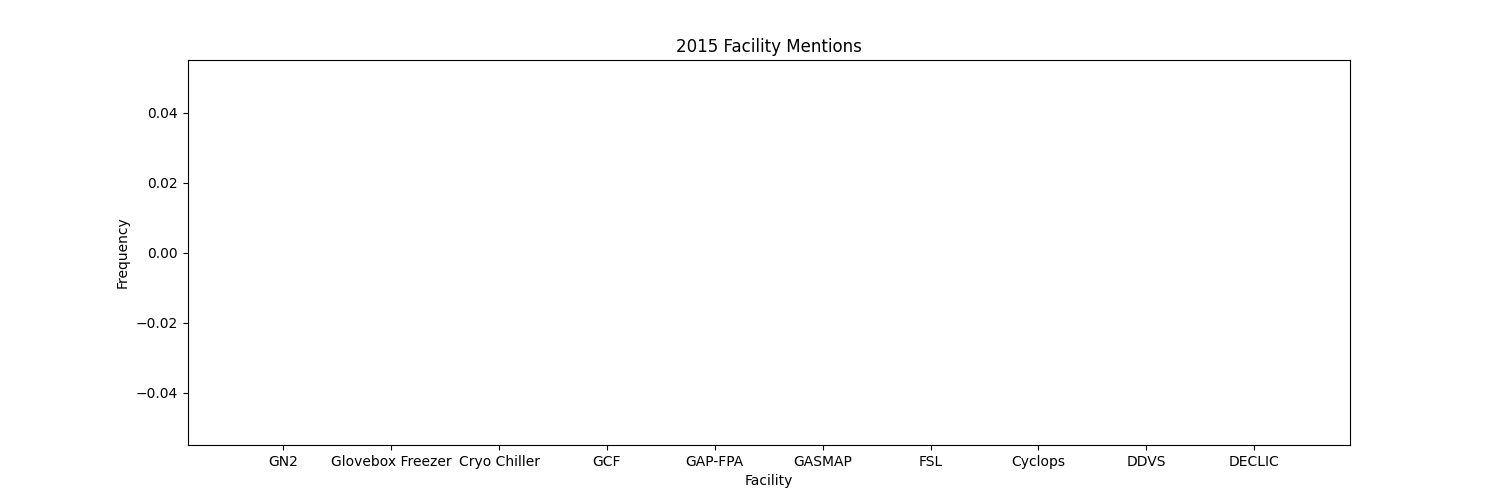 2015 Facility Mentions
0.04
0.02
0.00
−0.02
−0.04
Frequency
GN2 Glovebox Freezer Cryo Chiller GCF GAP-FPA GASMAP FSL Cyclops DDVS DECLIC
Facility